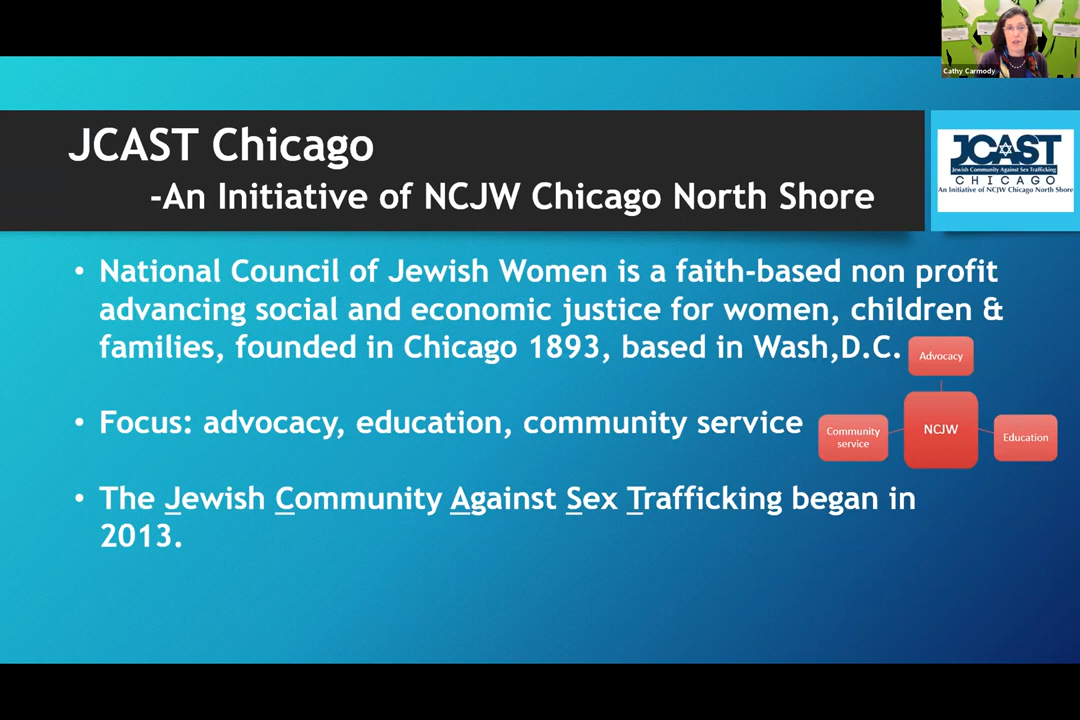 Cathy Carmody
JCAST Chicago
-An Initiative of NCJW Chicago North Shore
JCAST
Jewish Community Against Sex Trafficking
CHICAGO
An Initiative of NCJW Chicago North Shore
• National Council of Jewish Women is a faith-based non profit
advancing social and economic justice for women, children &
families, founded in Chicago 1893, based in Wash,D.C.
Advocacy
• Focus: advocacy, education, community service
Community
service
NCJW
Education
• The Jewish Community Against Sex Trafficking began in
2013.